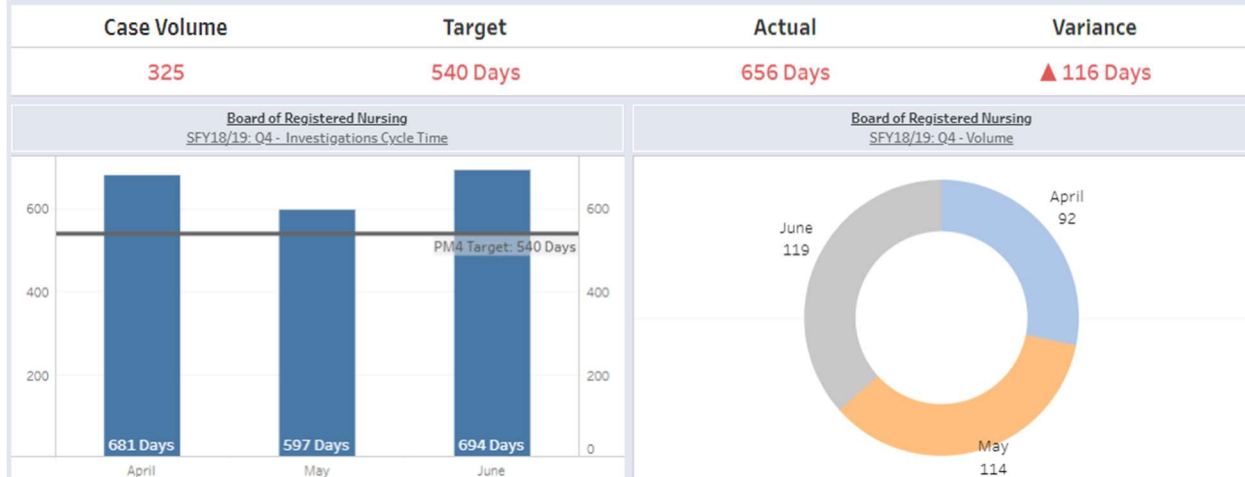 Case Volume Target Actual Variance
325 540 Days 656 Days ▲ 116 Days
Board of Registered Nursing
SFY18/19: Q4 - Investigations Cycle Time
600
400
200
600
400
200
0
PM4 Target: 540 Days
681 Days 597 Days 694 Days
April May June
Board of Registered Nursing
SFY18/19: Q4 - Volume
April
92
June
119
May
114